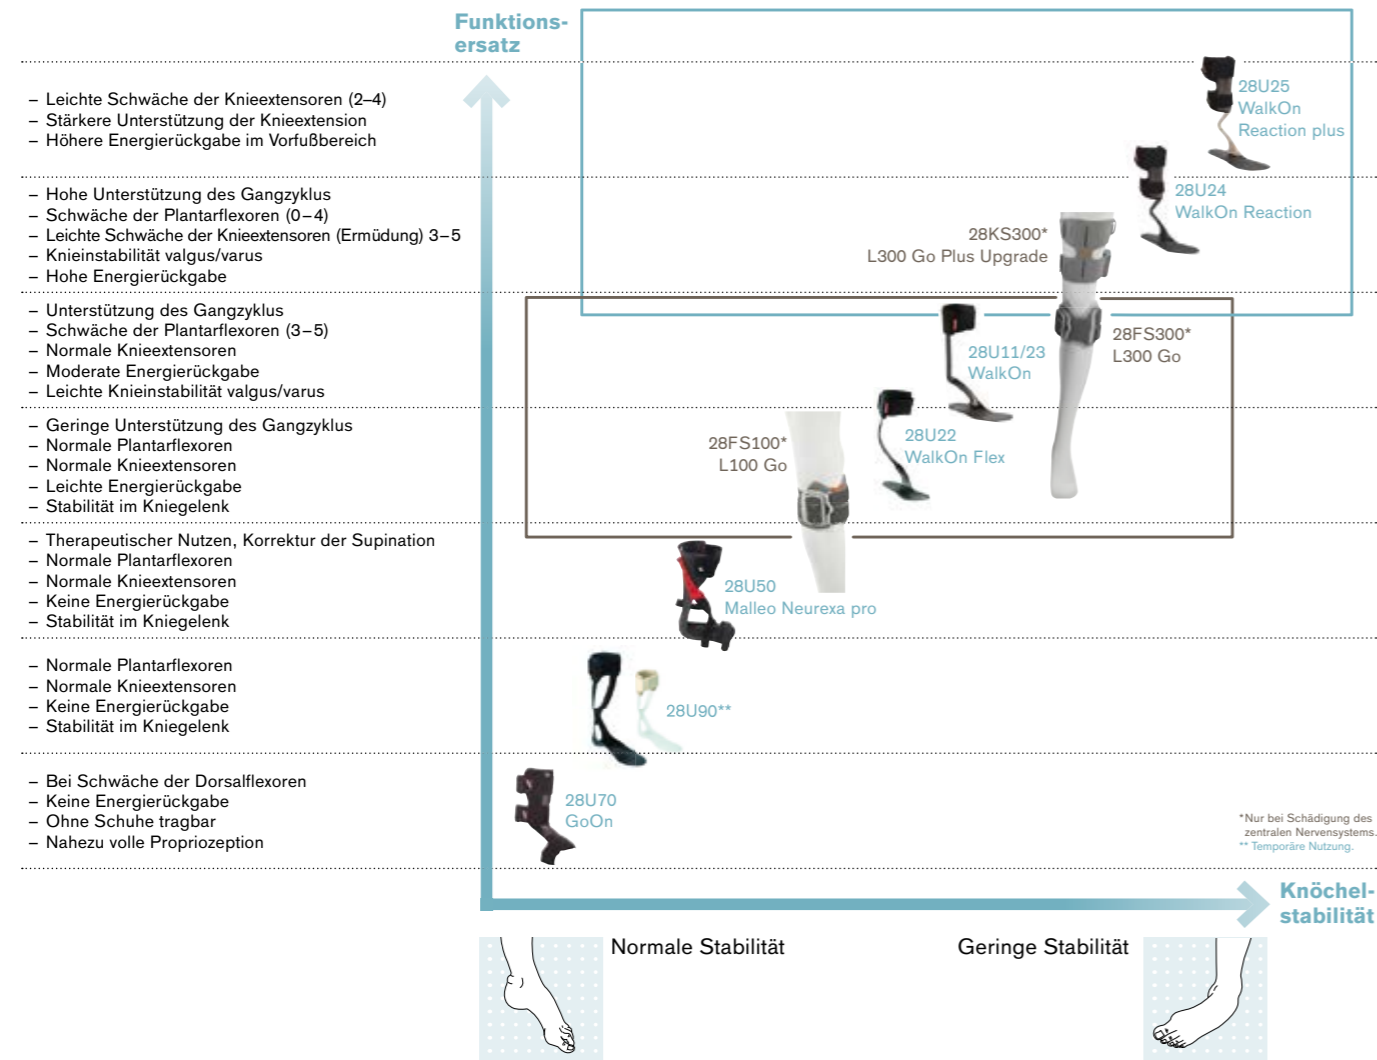 Funktions-
ersatz
– Leichte Schwäche der Knieextensoren (2–4)
– Stärkere Unterstützung der Knieextension
– Höhere Energierückgabe im Vorfußbereich
28U25
WalkOn
Reaction plus
– Hohe Unterstützung des Gangzyklus
– Schwäche der Plantarflexoren (0–4)
– Leichte Schwäche der Knieextensoren (Ermüdung) 3–5
– Knieinstabilität valgus/varus
– Hohe Energierückgabe
28U24
WalkOn Reaction
28KS300*
L300 Go Plus Upgrade
– Unterstützung des Gangzyklus
– Schwäche der Plantarflexoren (3–5)
– Normale Knieextensoren
– Moderate Energierückgabe
– Leichte Knieinstabilität valgus/varus
28FS300*
L300 Go
28U11/23
WalkOn
– Geringe Unterstützung des Gangzyklus
– Normale Plantarflexoren
– Normale Knieextensoren
– Leichte Energierückgabe
– Stabilität im Kniegelenk
28FS100*
L100 Go
28U22
WalkOn Flex
– Therapeutischer Nutzen, Korrektur der Supination
– Normale Plantarflexoren
– Normale Knieextensoren
– Keine Energierückgabe
– Stabilität im Kniegelenk
28U50
Malleo Neurexa pro
– Normale Plantarflexoren
– Normale Knieextensoren
– Keine Energierückgabe
– Stabilität im Kniegelenk
28U90**
– Bei Schwäche der Dorsalflexoren
– Keine Energierückgabe
– Ohne Schuhe tragbar
– Nahezu volle Propriozeption
28U70
GoOn
*Nur bei Schädigung des
zentralen Nervensystems.
** Temporäre Nutzung.
Knöchel-
stabilität
Normale Stabilität
Geringe Stabilität